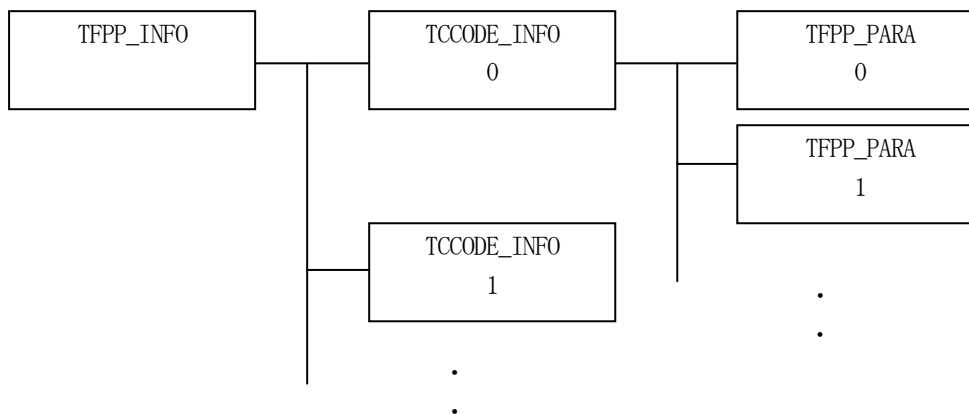 TFPP_INFO
TCCODE_INFO
0
TFPP_PARA
0
TFPP_PARA
1
TCCODE_INFO
1
.
.
.
.